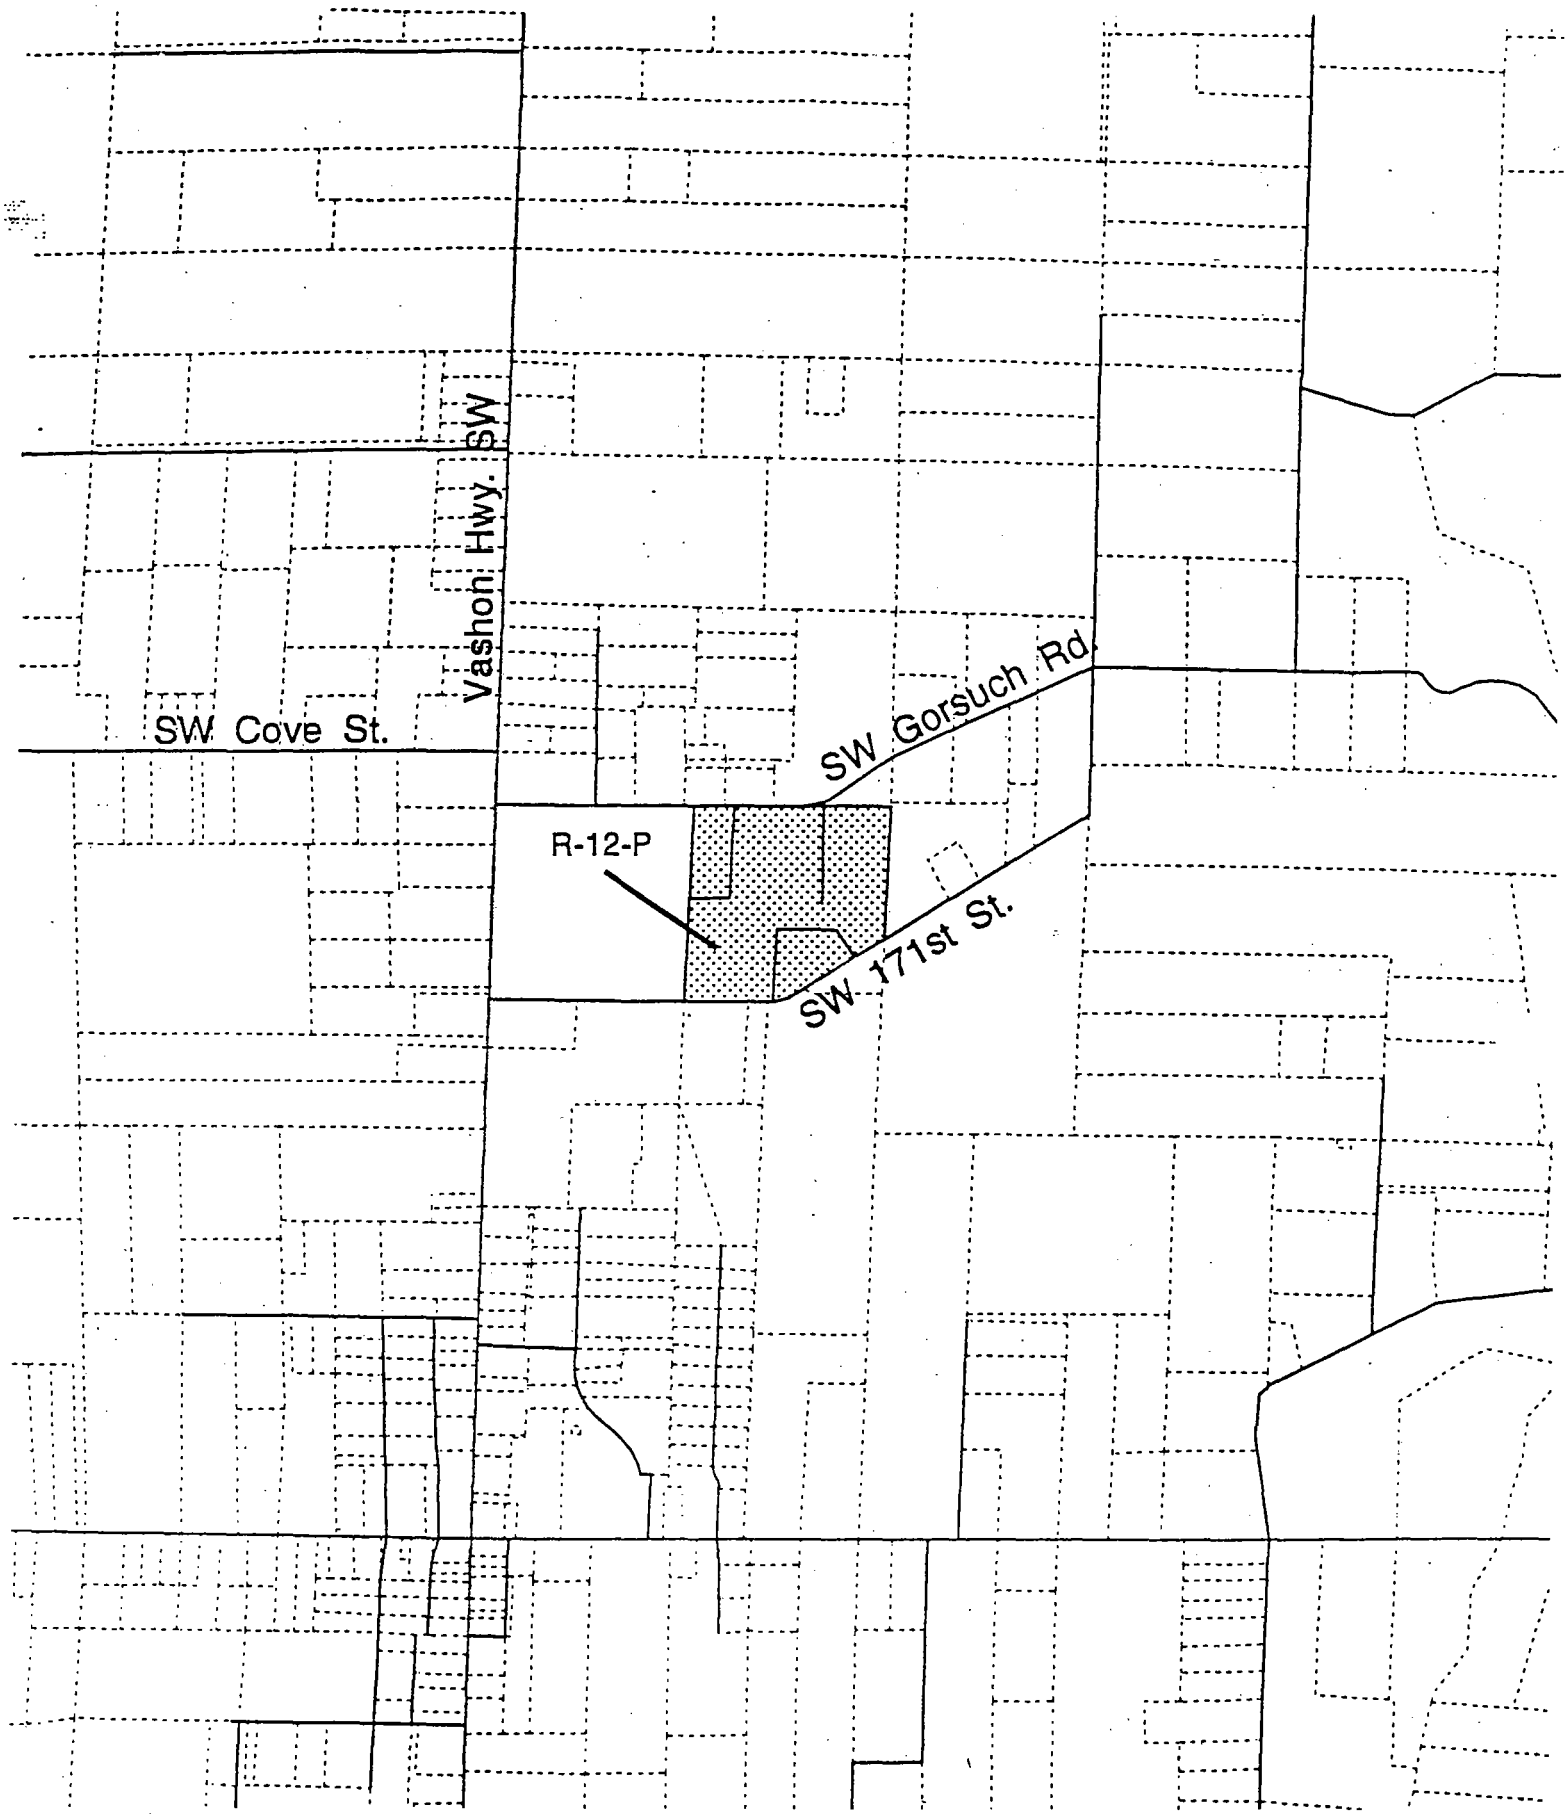 Vashon Hwy. SW
SW Gorsuch Rd
SW Cove St.
R-12-P
SW 171st St.